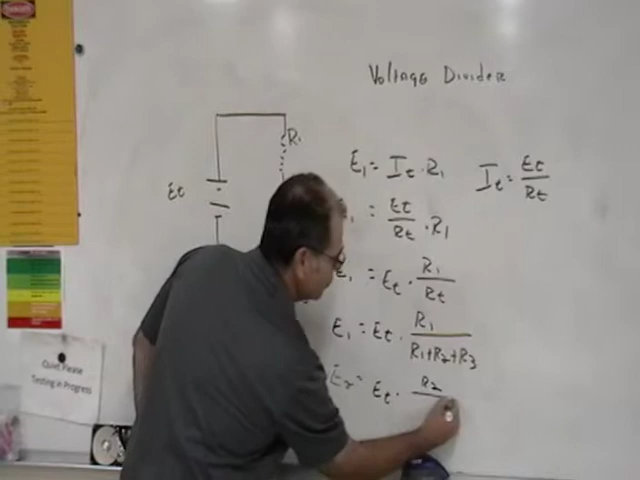 Voltage Divider
R1
Et
E1 = It · R1
It = Et/Rt
1 = Et/Rt · R1
E1 = Et · R1/Rt
E1 = Et · R1/R1+R2+R3
E2 = Et · R2
Quiet Please
Testing in Progress